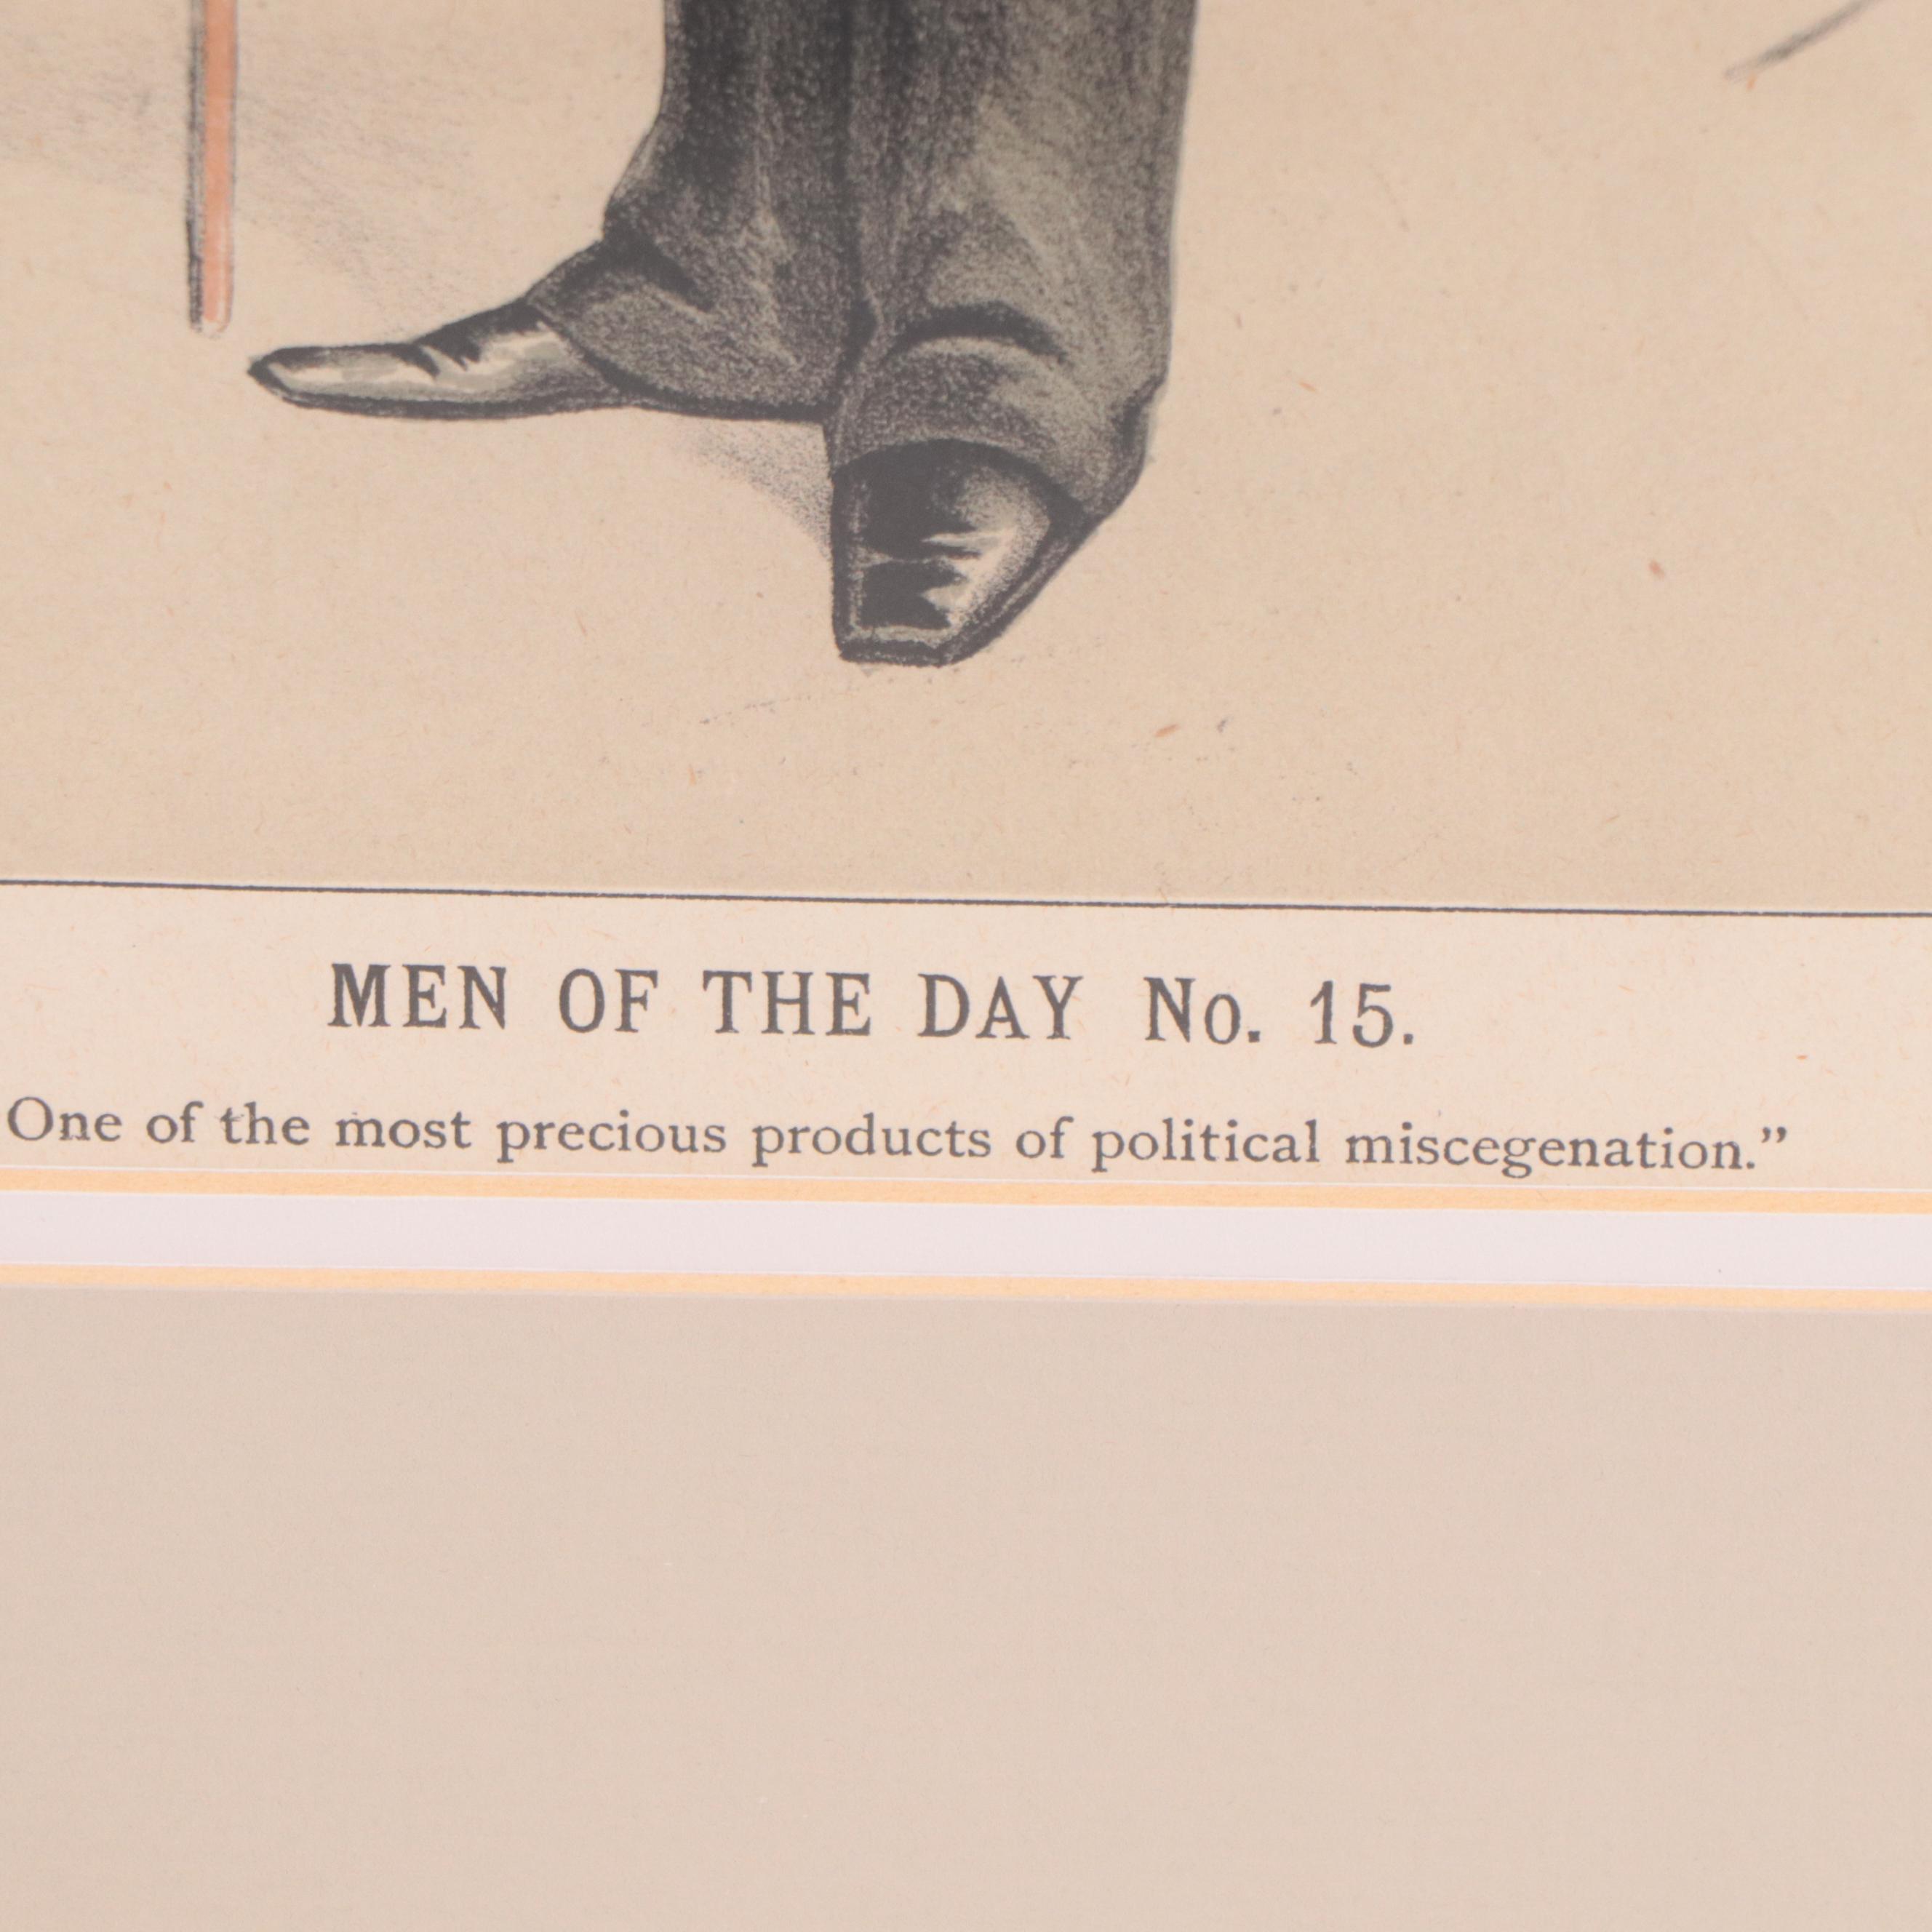 MEN OF THE DAY No. 15.
One of the most precious products of political miscegenation.”